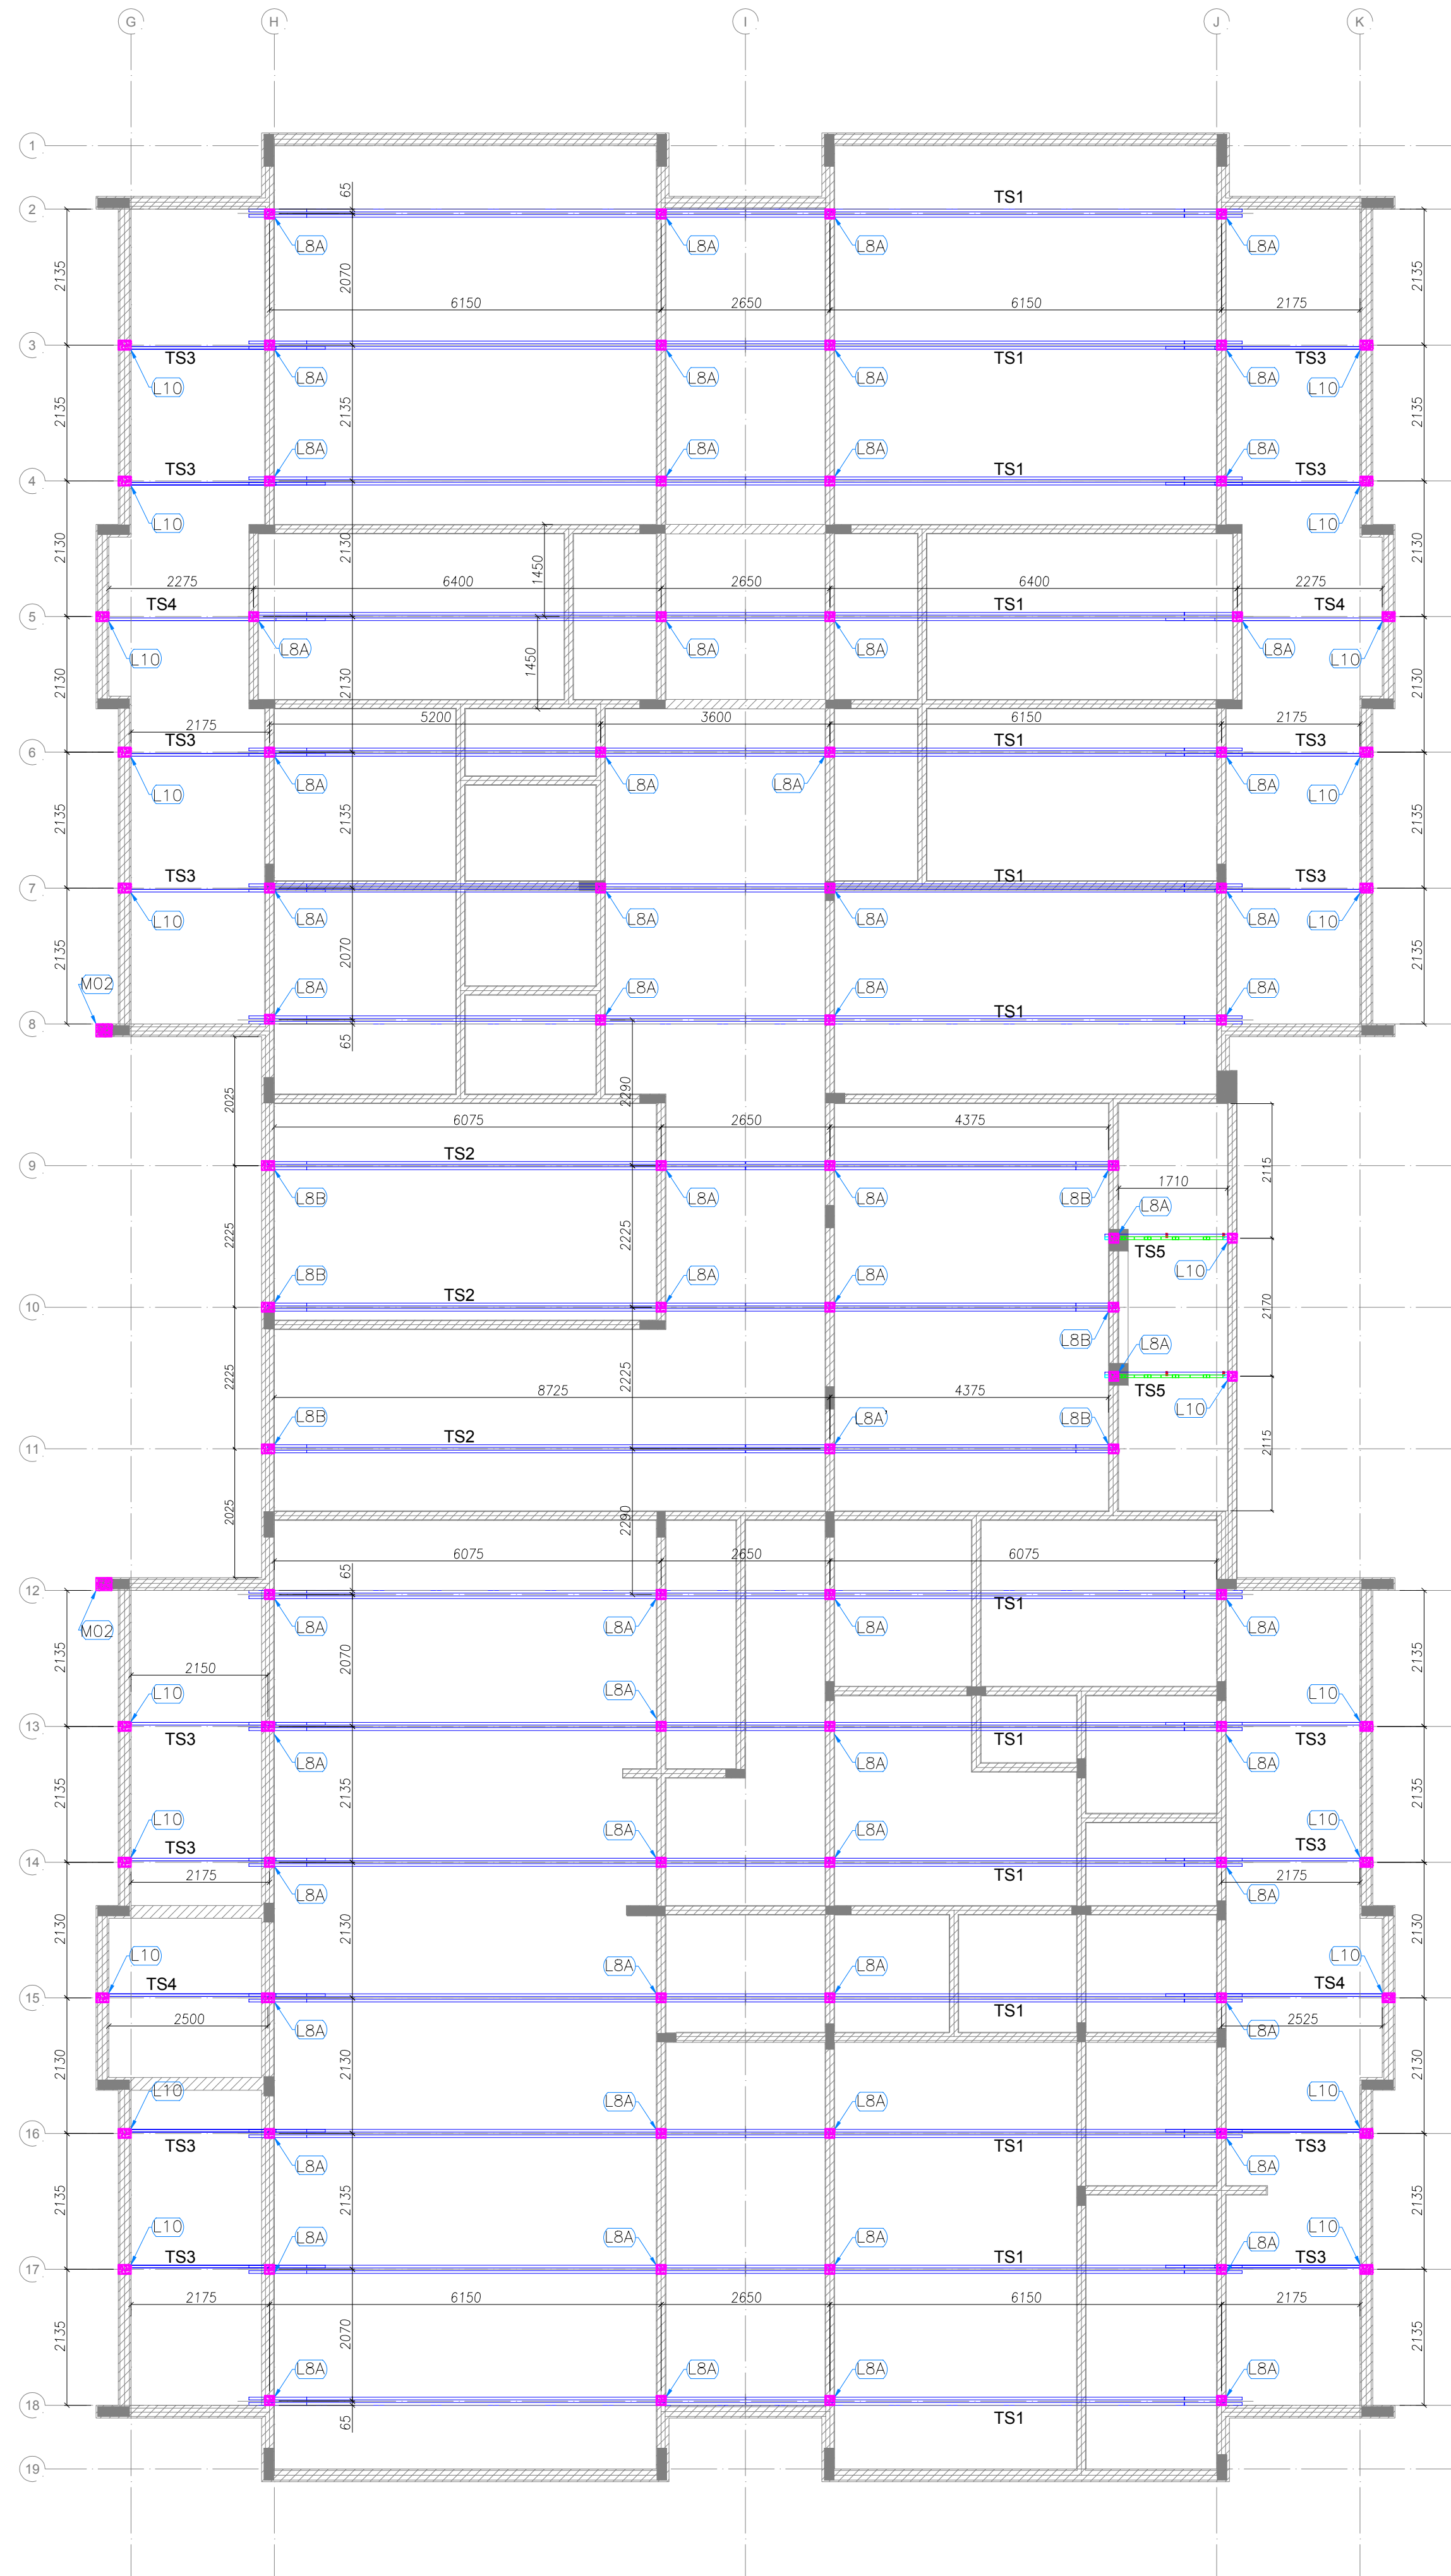 G H I J K
1
65
TS1
2
L8A L8A L8A L8A
2135 2070 2135
6150 2650 6150 2175
3
TS3 TS1 TS3
L8A L8A L8A L8A
L10 L10
2135 2135 2135
L8A L8A L8A L8A
TS3 TS1 TS3
4
L10 L10
2130 2130 1450 2130
2275 6400 2650 6400 2275
TS4 TS1 TS4
5
L8A L8A L8A L8A
L10 L10
2130 2130 1450 2130
5200 3600 6150 2175
2175
TS3 TS1 TS3
6
L8A L8A L8A L8A
L10 L10
2135 2135 2135
TS3 TS1 TS3
7
L8A L8A L8A L8A
L10 L10
2135 2070 2135
M02 L8A L8A L8A L8A
TS1
8
65
2025 2290
6075 2650 4375
TS2
9
2115
L8B L8A L8A L8B
1710
L8A
2225 2225
TS5
L10
L8B L8A L8A
TS2
10
2170
L8B L8A
2225 2225
8725 4375
TS5
L10
L8B L8A' L8B
TS2
11
2115
2025 2290
6075 2650 6075
65
12
TS1
L8A L8A L8A L8A
M02
2135 2070 2135
2150
L10 L8A L10
13
TS3 TS1 TS3
L8A L8A L8A
2135 2135 2135
L10 L8A L8A L10
TS3 TS3
14
TS1
2175 2175
L8A L8A
2130 2130 2130
L10 L8A L8A L10
TS4 TS4
15
TS1
L8A L8A
2500 2525
2130 2130 2130
L10 L8A L8A L10
16
TS3 TS1 TS3
L8A L8A
2135 2135 2135
L10 L8A L8A L8A L8A L10
TS3 TS1 TS3
17
2175 6150 2650 6150 2175
2135 2070 2135
L8A L8A L8A L8A
18
TS1
65
19